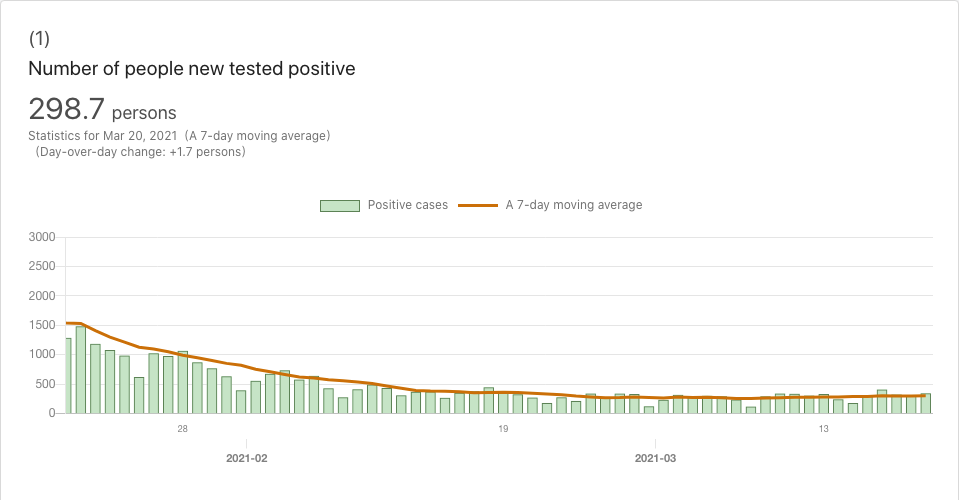 (1)
Number of people new tested positive
298.7 persons
Statistics for Mar 20, 2021 (A 7-day moving average)
(Day-over-day change: +1.7 persons)
Positive cases A 7-day moving average
3000
2500
2000
1500
1000
500
0
28 19 13
2021-02 2021-03